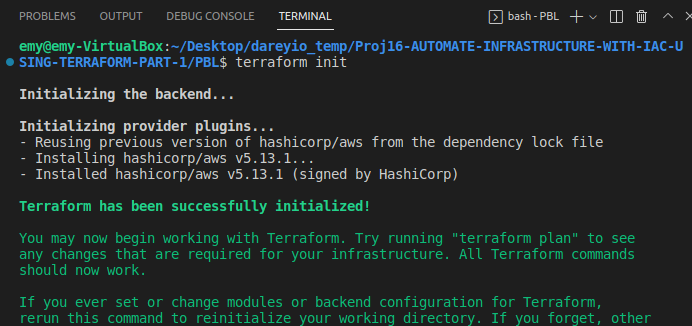 PROBLEMS OUTPUT DEBUG CONSOLE TERMINAL bash - PBL
emy@emy-VirtualBox:~/Desktop/dareyio_temp/Proj16-AUTOMATE-INFRASTRUCTURE-WITH-IAC-U
SING-TERRAFORM-PART-1/PBL$ terraform init
Initializing the backend...
Initializing provider plugins...
- Reusing previous version of hashicorp/aws from the dependency lock file
- Installing hashicorp/aws v5.13.1...
- Installed hashicorp/aws v5.13.1 (signed by HashiCorp)
Terraform has been successfully initialized!
You may now begin working with Terraform. Try running "terraform plan" to see
any changes that are required for your infrastructure. All Terraform commands
should now work.
If you ever set or change modules or backend configuration for Terraform,
rerun this command to reinitialize your working directory. If you forget, other